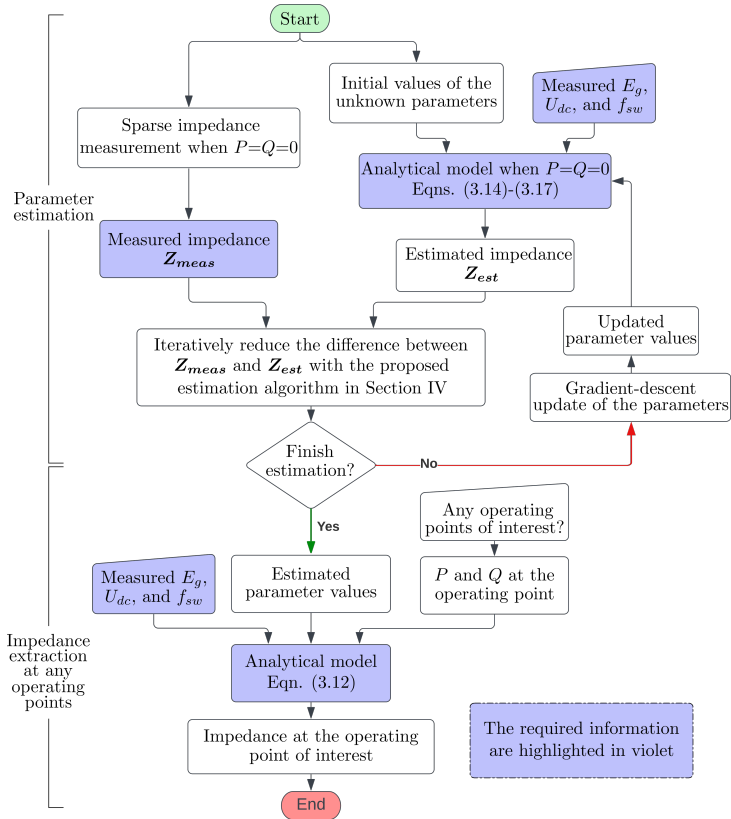 Start
Initial values of the
unknown parameters
Measured E_g,
U_dc, and f_sw
Sparse impedance
measurement when P=Q=0
Analytical model when P=Q=0
Eqns. (3.14)-(3.17)
Parameter
estimation
Measured impedance
Z_meas
Estimated impedance
Z_est
Updated
parameter values
Iteratively reduce the difference between
Z_meas and Z_est with the proposed
estimation algorithm in Section IV
Gradient-descent
update of the parameters
Finish
estimation?
No
Yes
Any operating
points of interest?
Measured E_g,
U_dc, and f_sw
Estimated
parameter values
P and Q at the
operating point
Impedance
extraction
at any
operating
points
Analytical model
Eqn. (3.12)
Impedance at the operating
point of interest
The required information
are highlighted in violet
End